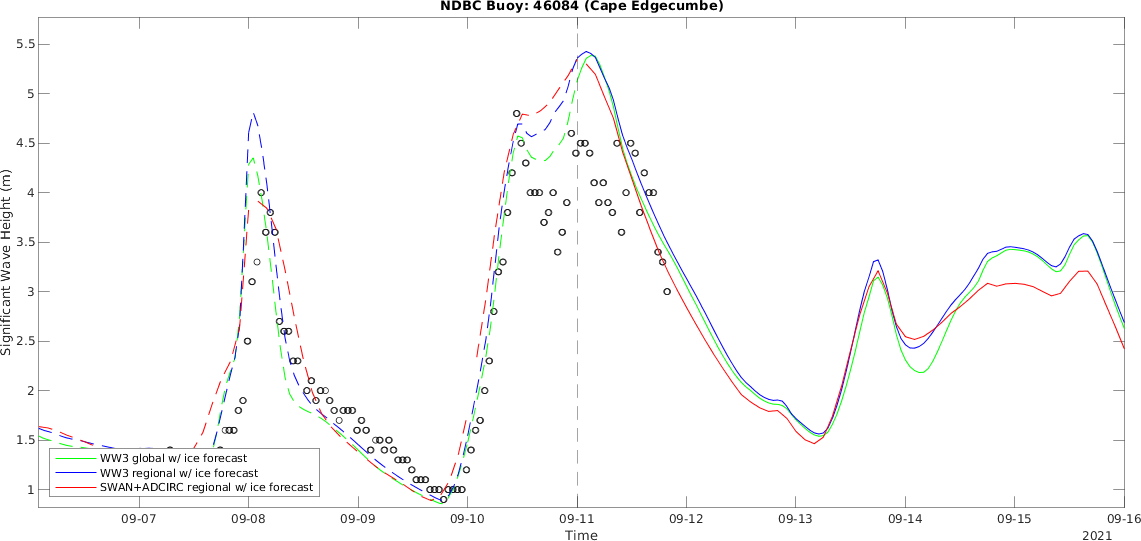 NDBC Buoy: 46084 (Cape Edgecumbe)
5.5
5
4.5
4
3.5
3
2.5
2
1.5
1
Significant Wave Height (m)
WW3 global w/ ice forecast
WW3 regional w/ ice forecast
SWAN+ADCIRC regional w/ ice forecast
09-07 09-08 09-09 09-10 09-11 09-12 09-13 09-14 09-15 09-16
Time
2021